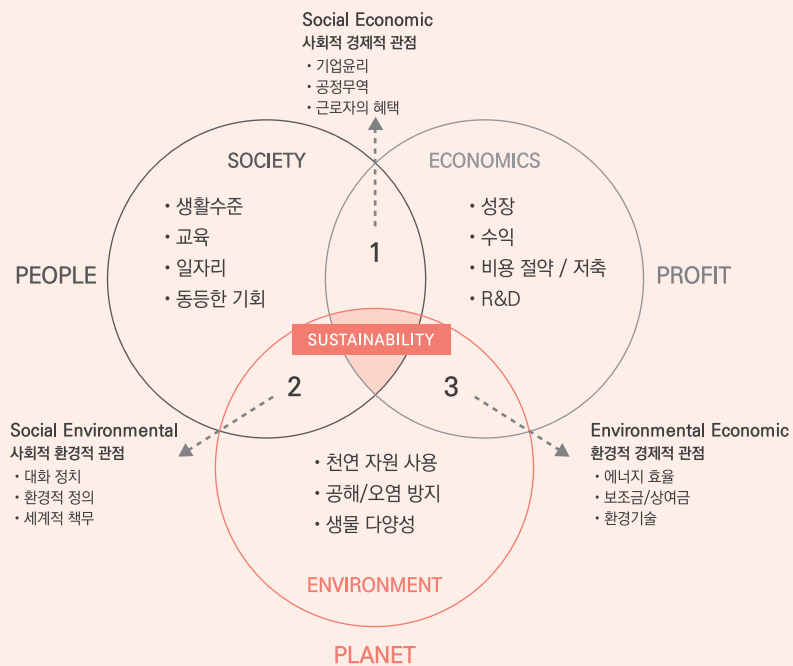 Social Economic
사회적 경제적 관점
• 기업윤리
• 공정무역
• 근로자의 혜택
SOCIETY
ECONOMICS
• 생활수준
• 교육
• 일자리
• 동등한 기회
1
• 성장
• 수익
• 비용 절약 / 저축
• R&D
PEOPLE
PROFIT
SUSTAINABILITY
2
3
Social Environmental
사회적 환경적 관점
• 대화 정치
• 환경적 정의
• 세계적 책무
Environmental Economic
환경적 경제적 관점
• 에너지 효율
• 보조금/상여금
• 환경기술
• 천연 자원 사용
• 공해/오염 방지
• 생물 다양성
ENVIRONMENT
PLANET